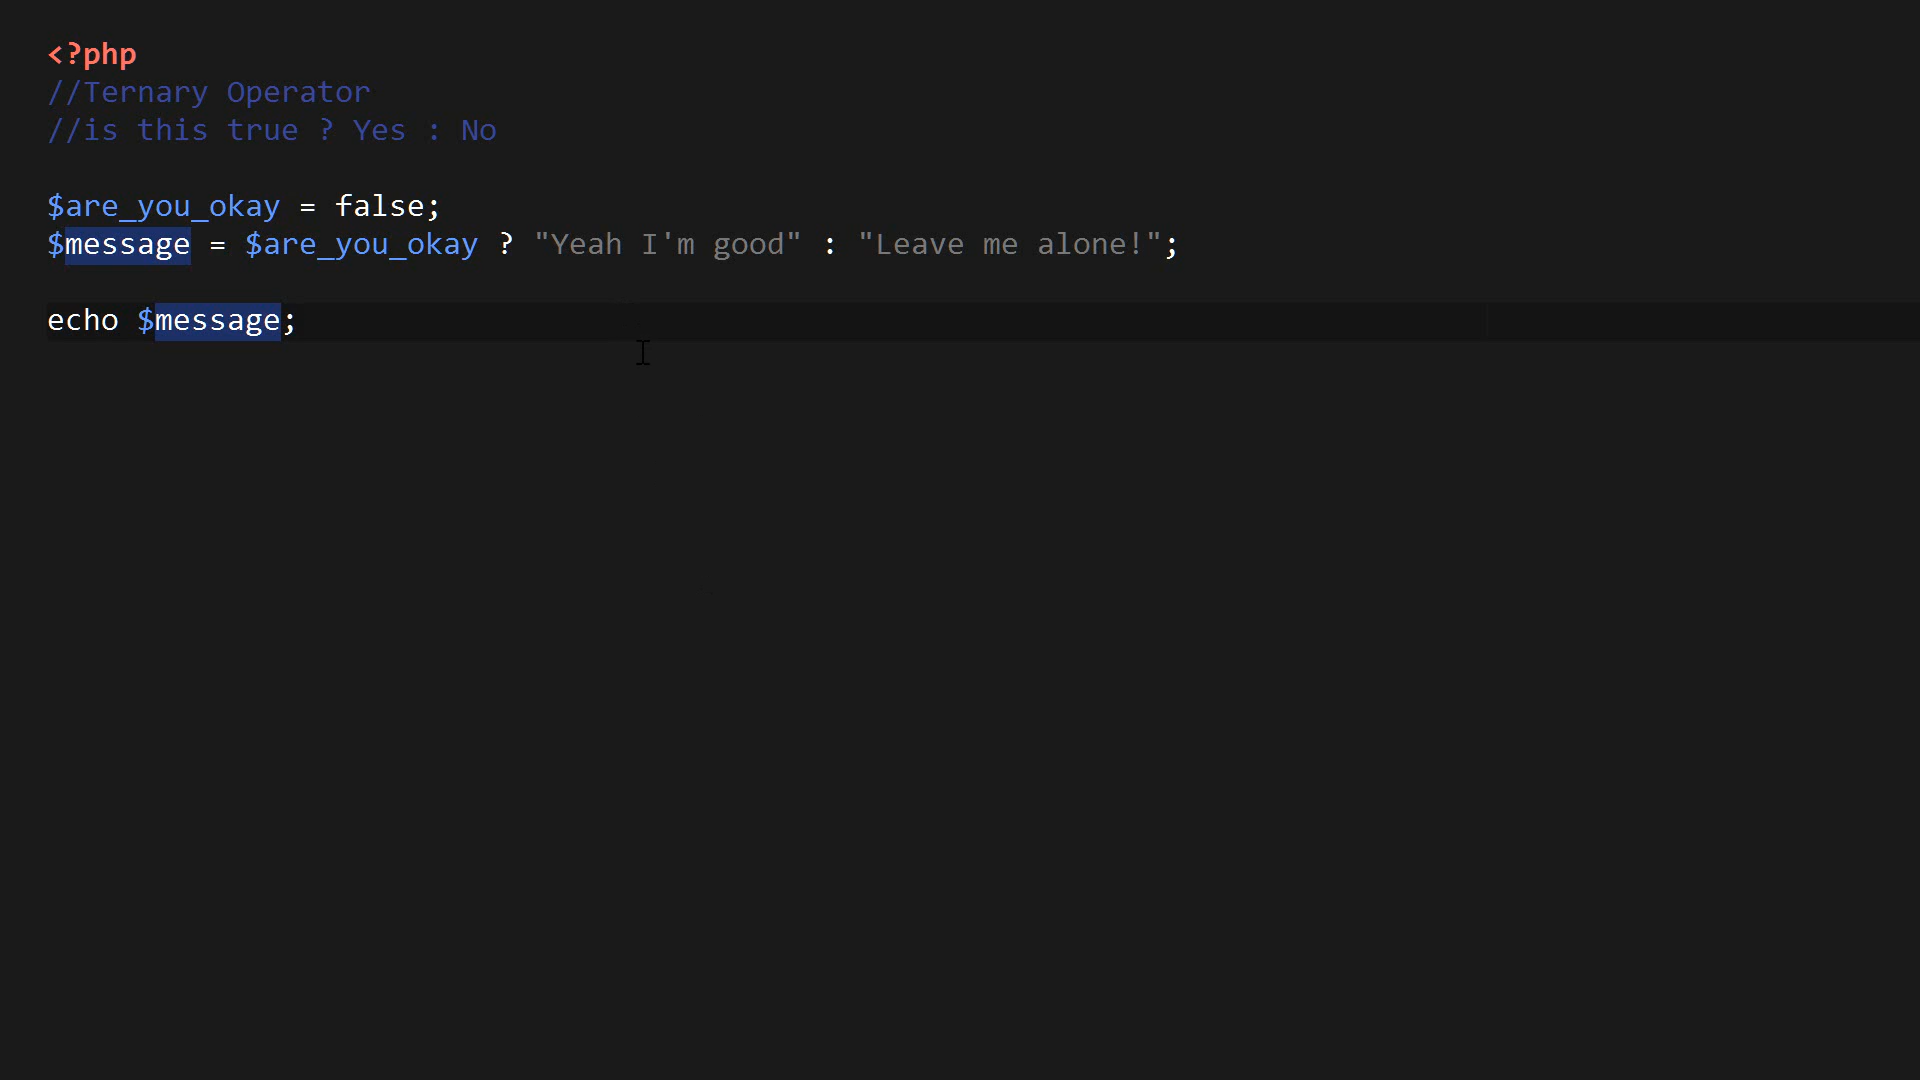 <?php
//Ternary Operator
//is this true ? Yes : No
$are_you_okay = false;
$message = $are_you_okay ? "Yeah I'm good" : "Leave me alone!";
echo $message;